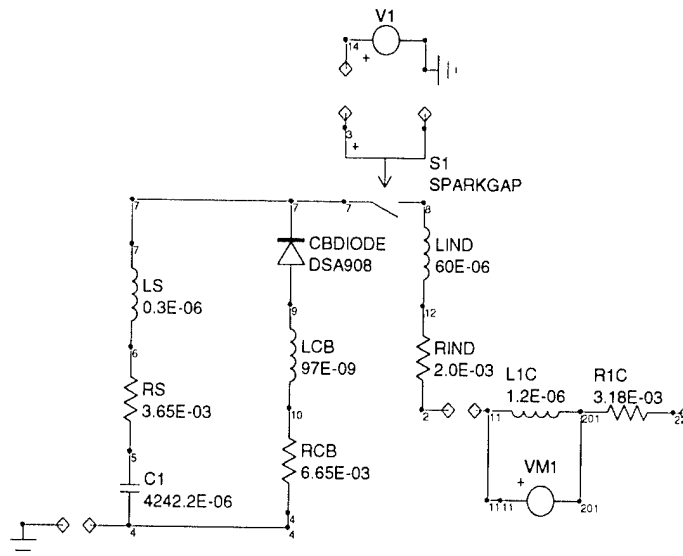 V1
14
+
3
+
S1
SPARKGAP
7
7
7
8
7
CBDIODE
DSA908
LIND
60E-06
LS
0.3E-06
9
12
LCB
97E-09
RIND
2.0E-03
6
RS
3.65E-03
L1C
1.2E-06
R1C
3.18E-03
10
2
11
201
22
5
RCB
6.65E-03
VM1
+
C1
4242.2E-06
11
11
201
4
4
4